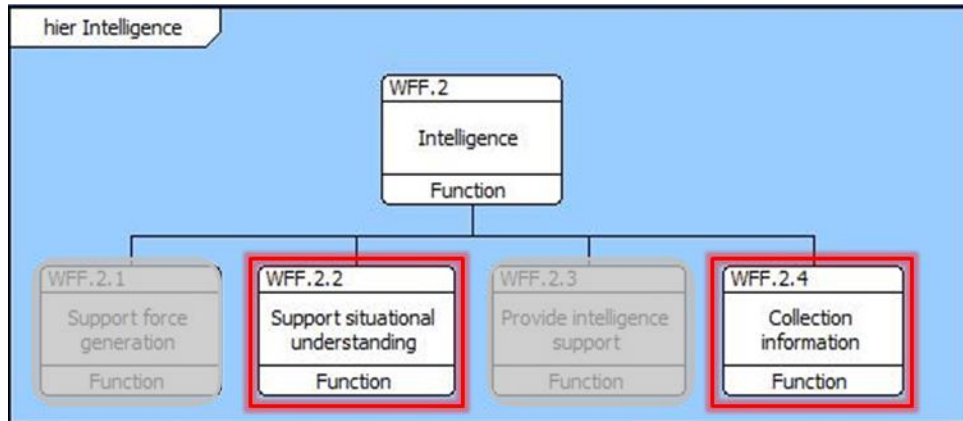 hier Intelligence
WFF.2
Intelligence
Function
WFF.2.1
Support force
generation
Function
WFF.2.2
Support situational
understanding
Function
WFF.2.3
Provide intelligence
support
Function
WFF.2.4
Collection
information
Function